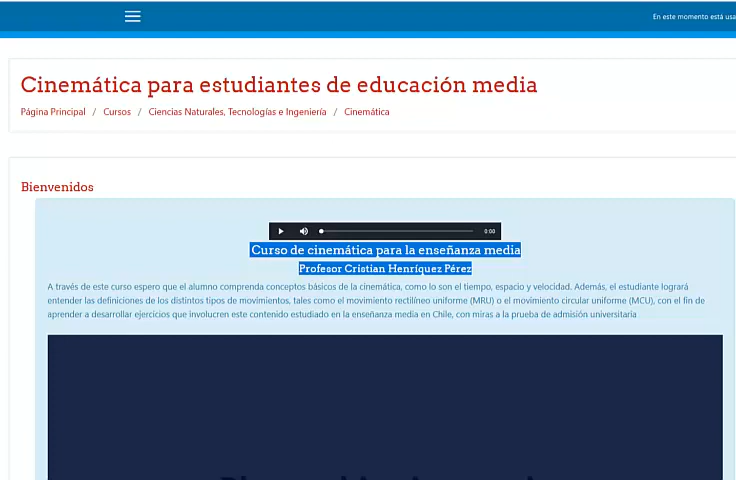 En este momento está usa
Cinemática para estudiantes de educación media
Página Principal / Cursos / Ciencias Naturales, Tecnologías e Ingeniería / Cinemática
Bienvenidos
0:00
Curso de cinemática para la enseñanza media
Profesor Cristian Henríquez Pérez
A través de este curso espero que el alumno comprenda conceptos básicos de la cinemática, como lo son el tiempo, espacio y velocidad. Además, el estudiante logrará
entender las definiciones de los distintos tipos de movimientos, tales como el movimiento rectilíneo uniforme (MRU) o el movimiento circular uniforme (MCU), con el fin de
aprender a desarrollar ejercicios que involucren este contenido estudiado en la enseñanza media en Chile, con miras a la prueba de admisión universitaria